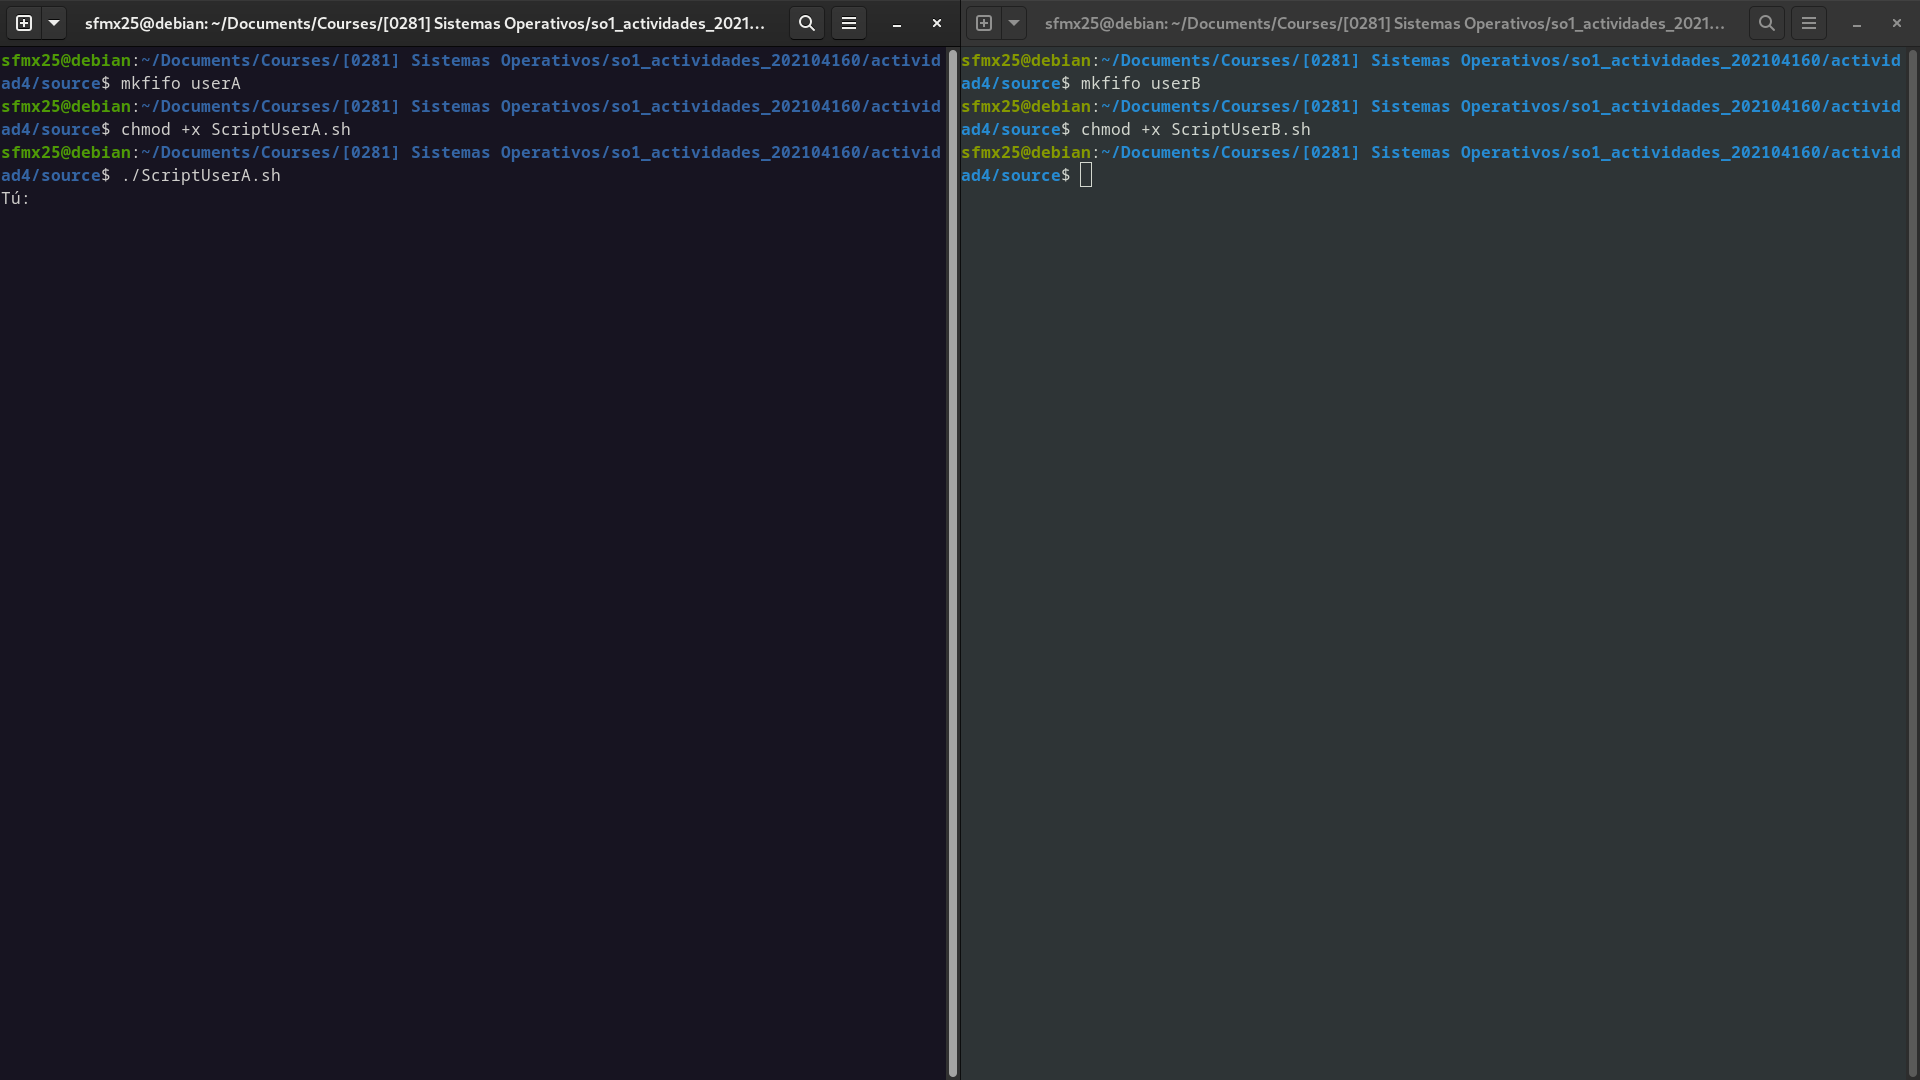 sfmx25@debian: ~/Documents/Courses/[0281] Sistemas Operativos/so1_actividades_2021...
sfmx25@debian:~/Documents/Courses/[0281] Sistemas Operativos/so1_actividades_202104160/activid
ad4/source$ mkfifo userA
sfmx25@debian:~/Documents/Courses/[0281] Sistemas Operativos/so1_actividades_202104160/activid
ad4/source$ chmod +x ScriptUserA.sh
sfmx25@debian:~/Documents/Courses/[0281] Sistemas Operativos/so1_actividades_202104160/activid
ad4/source$ ./ScriptUserA.sh
Tú:
sfmx25@debian: ~/Documents/Courses/[0281] Sistemas Operativos/so1_actividades_2021...
sfmx25@debian:~/Documents/Courses/[0281] Sistemas Operativos/so1_actividades_202104160/activid
ad4/source$ mkfifo userB
sfmx25@debian:~/Documents/Courses/[0281] Sistemas Operativos/so1_actividades_202104160/activid
ad4/source$ chmod +x ScriptUserB.sh
sfmx25@debian:~/Documents/Courses/[0281] Sistemas Operativos/so1_actividades_202104160/activid
ad4/source$